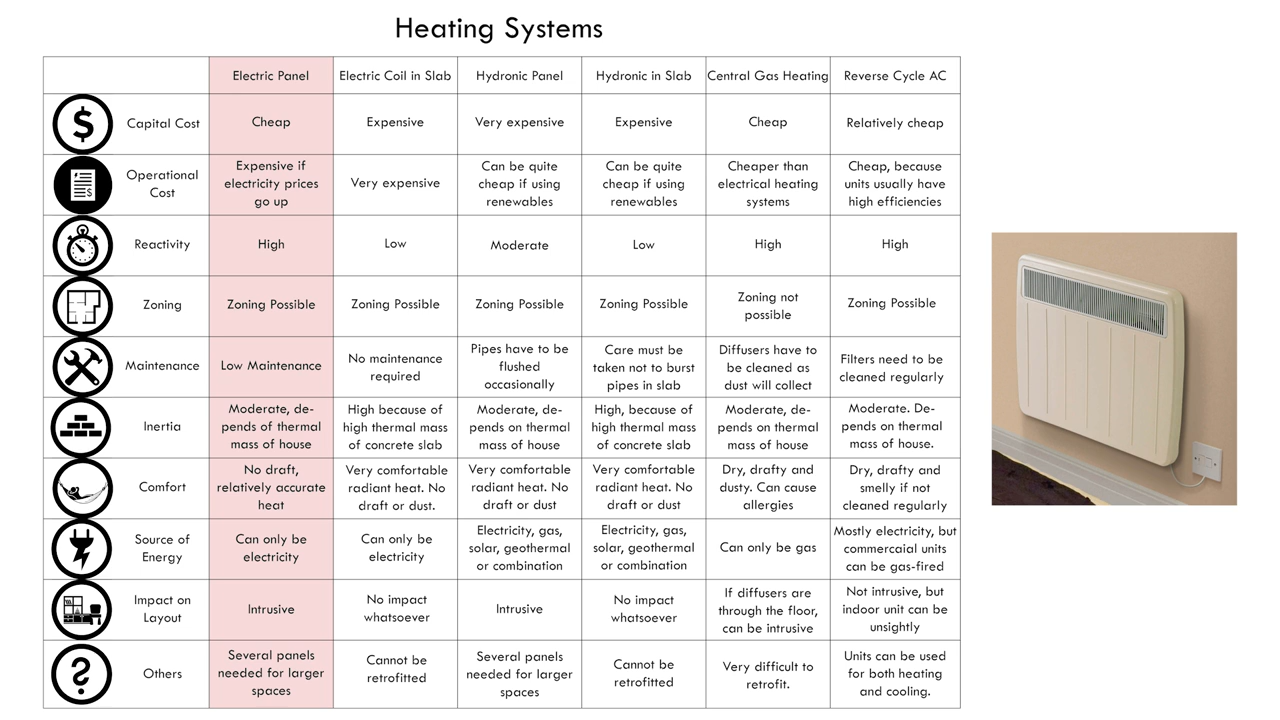 Heating Systems
Electric Panel
Electric Coil in Slab
Hydronic Panel
Hydronic in Slab
Central Gas Heating
Reverse Cycle AC
$
Capital Cost
Cheap
Expensive
Very expensive
Expensive
Cheap
Relatively cheap
$
Operational
Cost
Expensive if
electricity prices
go up
Very expensive
Can be quite
cheap if using
renewables
Can be quite
cheap if using
renewables
Cheaper than
electrical heating
systems
Cheap, because
units usually have
high efficiencies
Reactivity
High
Low
Moderate
Low
High
High
Zoning
Zoning Possible
Zoning Possible
Zoning Possible
Zoning Possible
Zoning not
possible
Zoning Possible
Maintenance
Low Maintenance
No maintenance
required
Pipes have to be
flushed
occasionally
Care must be
taken not to burst
pipes in slab
Diffusers have to
be cleaned as
dust will collect
Filters need to be
cleaned regularly
Inertia
Moderate, de-
pends of thermal
mass of house
High because of
high thermal mass
of concrete slab
Moderate, de-
pends on thermal
mass of house
High, because of
high thermal mass
of concrete slab
Moderate, de-
pends on thermal
mass of house
Moderate. De-
pends on thermal
mass of house.
Comfort
No draft,
relatively accurate
heat
Very comfortable
radiant heat. No
draft or dust.
Very comfortable
radiant heat. No
draft or dust
Very comfortable
radiant heat. No
draft or dust
Dry, drafty and
dusty. Can cause
allergies
Dry, drafty and
smelly if not
cleaned regularly
Source of
Energy
Can only be
electricity
Can only be
electricity
Electricity, gas,
solar, geothermal
or combination
Electricity, gas,
solar, geothermal
or combination
Can only be gas
Mostly electricity, but
commercaial units
can be gas-fired
Impact on
Layout
Intrusive
No impact
whatsoever
Intrusive
No impact
whatsoever
If diffusers are
through the floor,
can be intrusive
Not intrusive, but
indoor unit can be
unsightly
?
Others
Several panels
needed for larger
spaces
Cannot be
retrofitted
Several panels
needed for larger
spaces
Cannot be
retrofitted
Very difficult to
retrofit.
Units can be used
for both heating
and cooling.